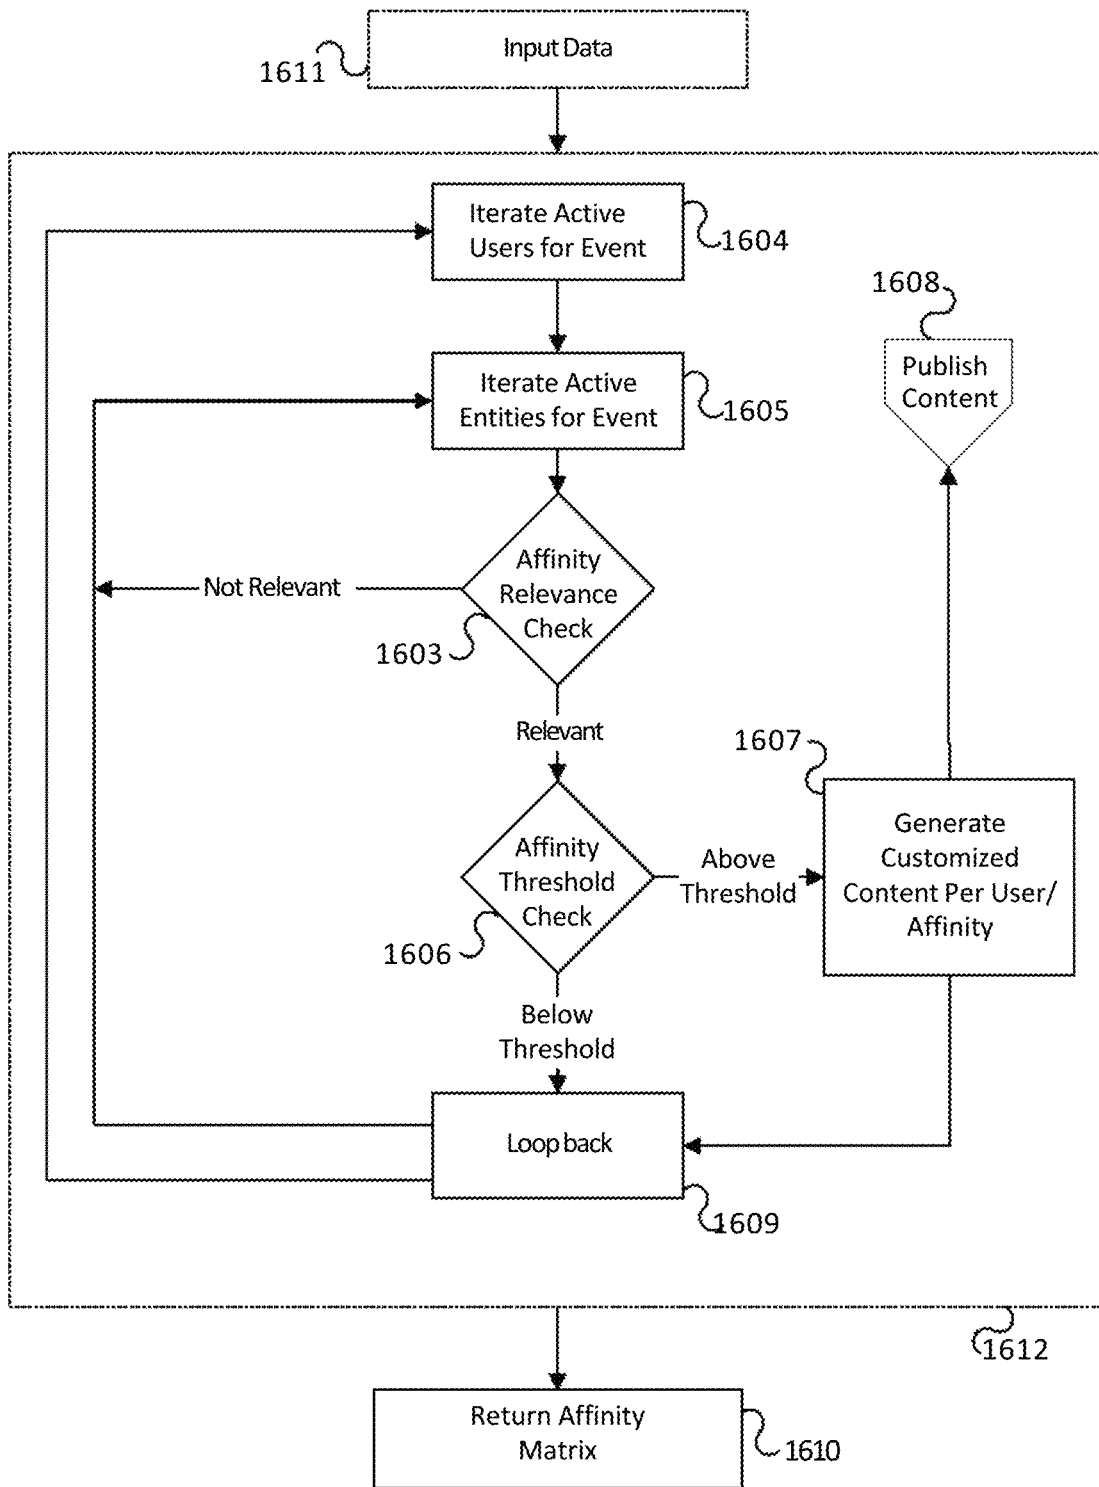 Input Data
1611
Iterate Active
Users for Event
1604
1608
Publish
Content
Iterate Active
Entities for Event
1605
Affinity
Relevance
Check
Not Relevant
1603
Relevant
1607
Generate
Customized
Content Per User/
Affinity
Affinity
Threshold
Check
Above
Threshold
1606
Below
Threshold
Loop back
1609
1612
Return Affinity
Matrix
1610